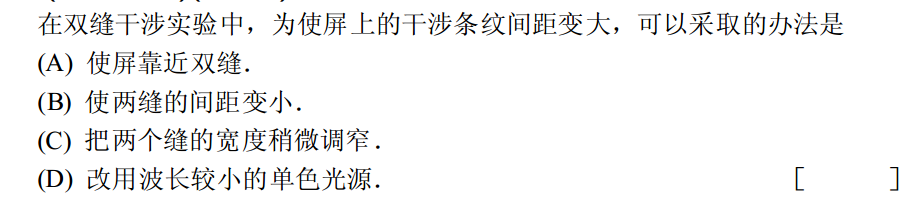 在双缝干涉实验中，为使屏上的干涉条纹间距变大，可以采取的办法是
(A) 使屏靠近双缝．
(B) 使两缝的间距变小．
(C) 把两个缝的宽度稍微调窄．
(D) 改用波长较小的单色光源． ［ ］